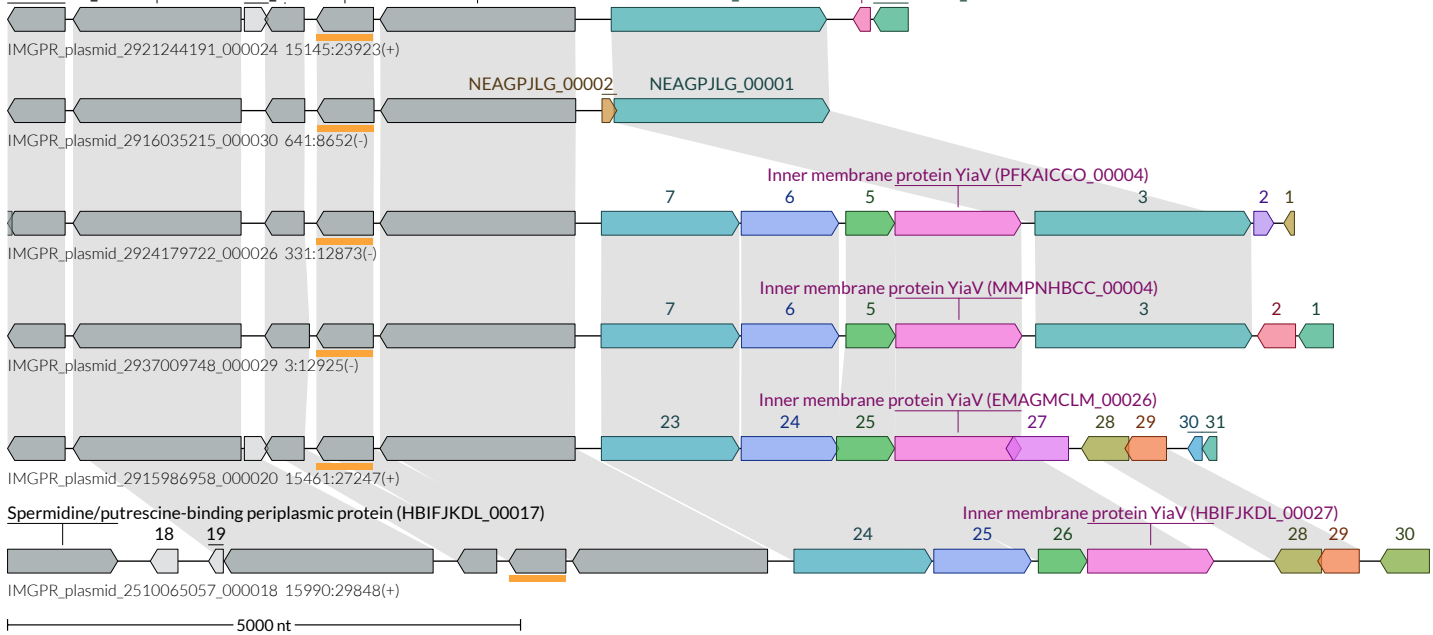 IMGPR_plasmid_2921244191_000024 15145:23923(+)
NEAGPJLG_00002 NEAGPJLG_00001
IMGPR_plasmid_2916035215_000030 641:8652(-)
Inner membrane protein YiaV (PFKAICCO_00004)
7 6 5 3 2 1
IMGPR_plasmid_2924179722_000026 331:12873(-)
Inner membrane protein YiaV (MMPNHBCC_00004)
7 6 5 3 2 1
IMGPR_plasmid_2937009748_000029 3:12925(-)
Inner membrane protein YiaV (EMAGMCLM_00026)
23 24 25 27 28 29 30 31
IMGPR_plasmid_2915986958_000020 15461:27247(+)
Spermidine/putrescine-binding periplasmic protein (HBIFJKDL_00017) Inner membrane protein YiaV (HBIFJKDL_00027)
18 19 24 25 26 28 29 30
IMGPR_plasmid_2510065057_000018 15990:29848(+)
5000 nt